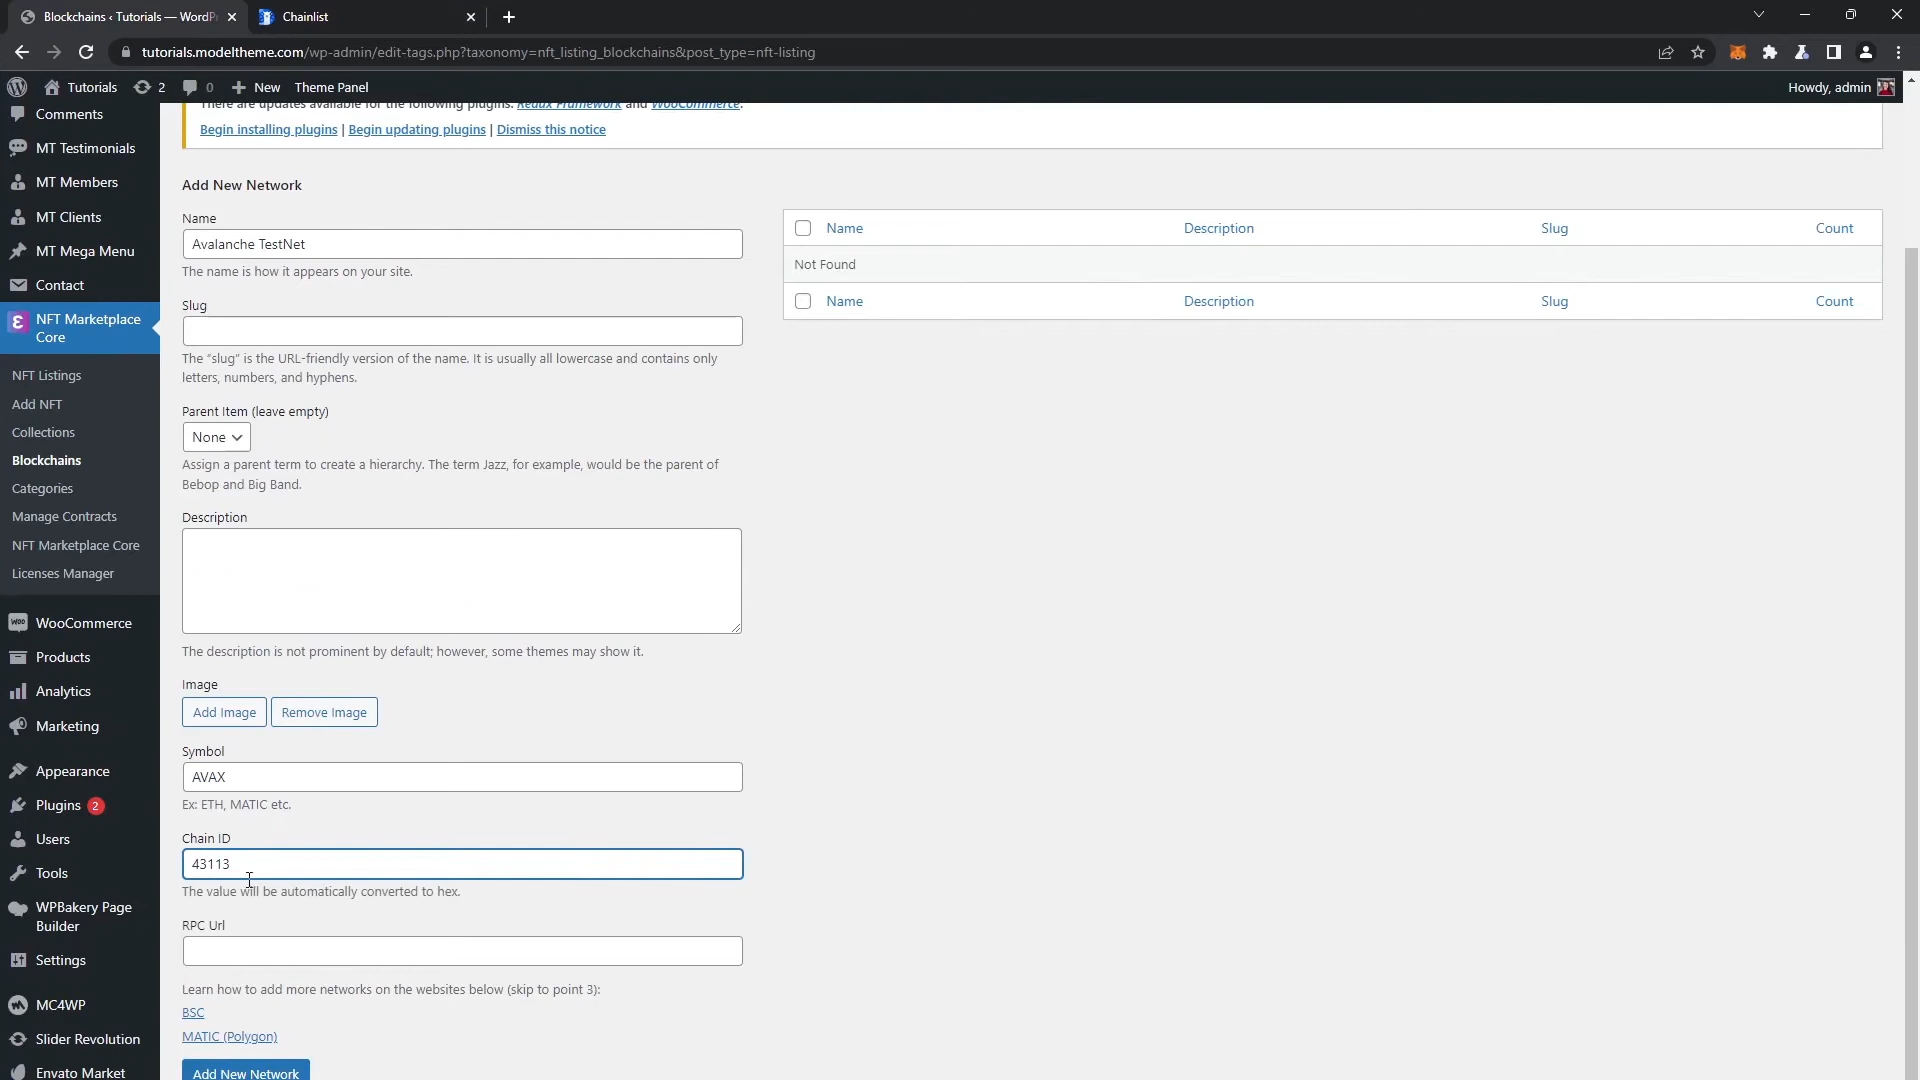 Blockchains ‹ Tutorials — WordPr
Chainlist
tutorials.modeltheme.com/wp-admin/edit-tags.php?taxonomy=nft_listing_blockchains&post_type=nft-listing
Tutorials 2 0 New Theme Panel
Howdy, admin
Comments
MT Testimonials
MT Members
MT Clients
MT Mega Menu
Contact
NFT Marketplace
Core
NFT Listings
Add NFT
Collections
Blockchains
Categories
Manage Contracts
NFT Marketplace Core
Licenses Manager
WooCommerce
Products
Analytics
Marketing
Appearance
Plugins 2
Users
Tools
WPBakery Page
Builder
Settings
MC4WP
Slider Revolution
Envato Market
There are updates available for the following plugins: Redux Framework and WooCommerce.
Begin installing plugins | Begin updating plugins | Dismiss this notice
Add New Network
Name
Avalanche TestNet
The name is how it appears on your site.
Slug
The “slug” is the URL-friendly version of the name. It is usually all lowercase and contains only
letters, numbers, and hyphens.
Parent Item (leave empty)
None
Assign a parent term to create a hierarchy. The term Jazz, for example, would be the parent of
Bebop and Big Band.
Description
The description is not prominent by default; however, some themes may show it.
Image
Add Image Remove Image
Symbol
AVAX
Ex: ETH, MATIC etc.
Chain ID
43113
The value will be automatically converted to hex.
RPC Url
Learn how to add more networks on the websites below (skip to point 3):
BSC
MATIC (Polygon)
Add New Network
Name Description Slug Count
Not Found
Name Description Slug Count